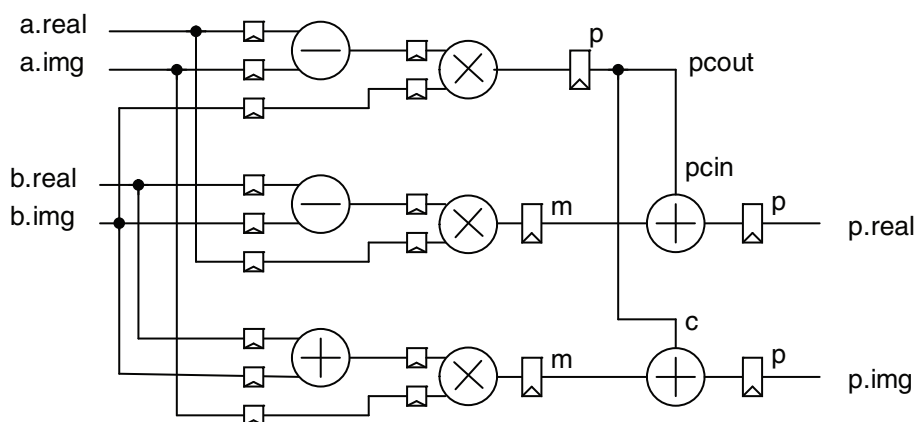 a.real
p
a.img
pcout
pcin
b.real
m
p
b.img
p.real
c
m
p
p.img